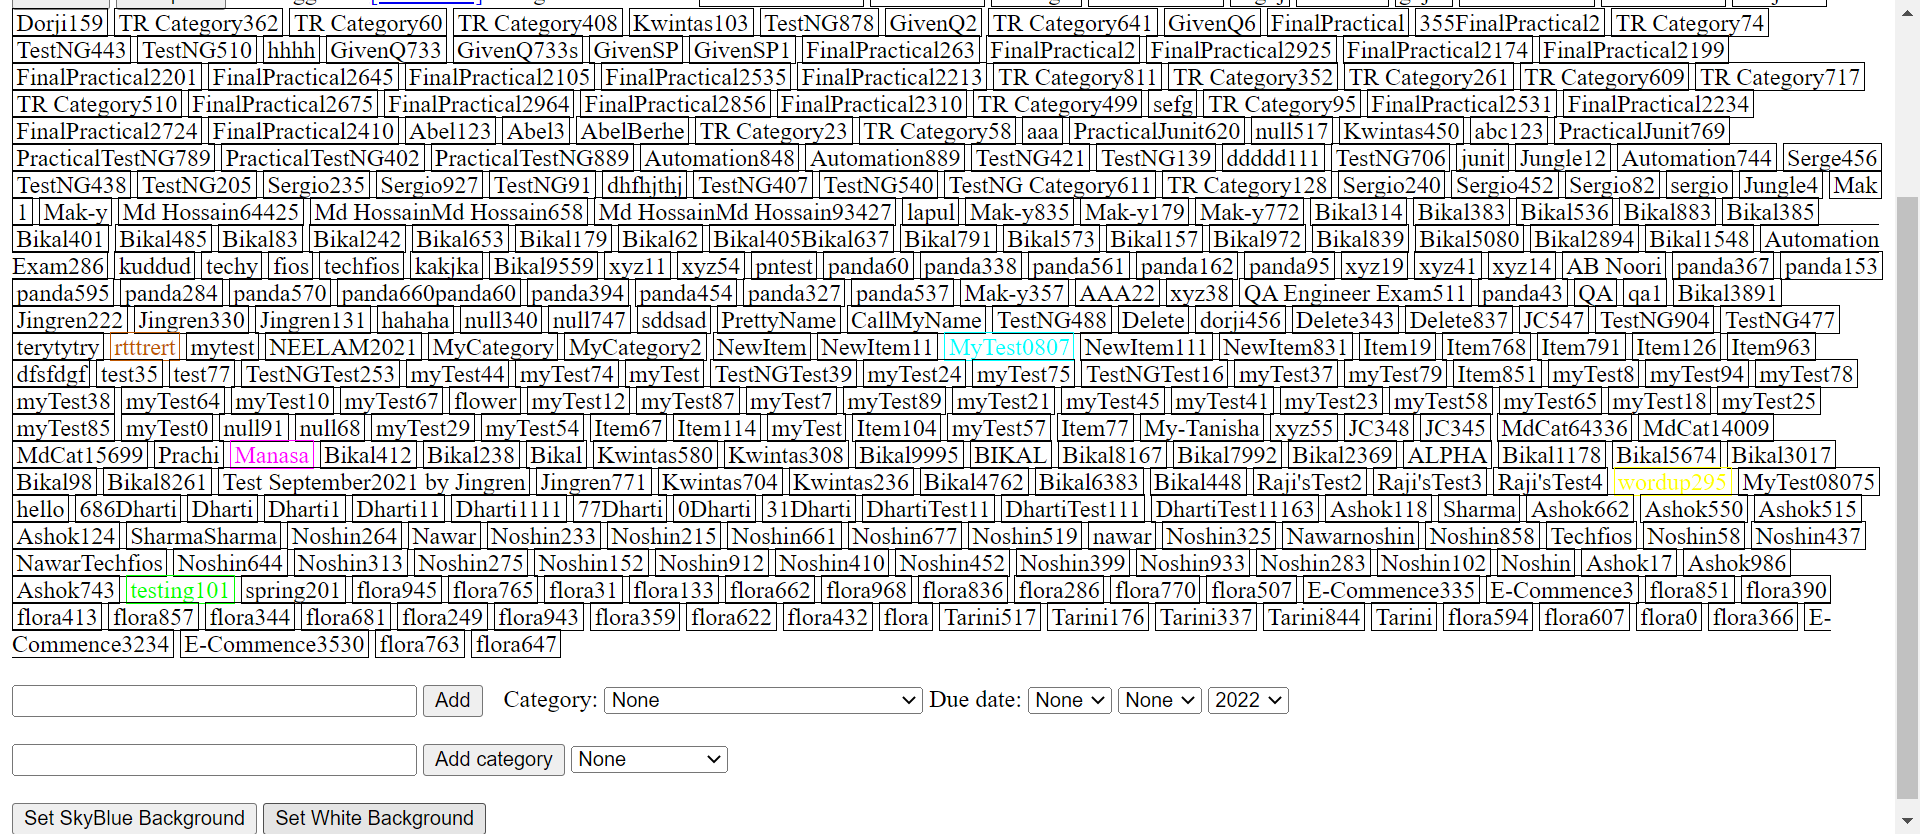 Dorji159 TR Category362 TR Category60 TR Category408 Kwintas103 TestNG878 GivenQ2 TR Category641 GivenQ6 FinalPractical 355FinalPractical2 TR Category74
TestNG443 TestNG510 hhhh GivenQ733 GivenQ733s GivenSP GivenSP1 FinalPractical263 FinalPractical2 FinalPractical2925 FinalPractical2174 FinalPractical2199
FinalPractical2201 FinalPractical2645 FinalPractical2105 FinalPractical2535 FinalPractical2213 TR Category811 TR Category352 TR Category261 TR Category609 TR Category717
TR Category510 FinalPractical2675 FinalPractical2964 FinalPractical2856 FinalPractical2310 TR Category499 sefg TR Category95 FinalPractical2531 FinalPractical2234
FinalPractical2724 FinalPractical2410 Abel123 Abel3 AbelBerhe TR Category23 TR Category58 aaa PracticalJunit620 null517 Kwintas450 abc123 PracticalJunit769
PracticalTestNG789 PracticalTestNG402 PracticalTestNG889 Automation848 Automation889 TestNG421 TestNG139 ddddd111 TestNG706 junit Jungle12 Automation744 Serge456
TestNG438 TestNG205 Sergio235 Sergio927 TestNG91 dhfhjthj TestNG407 TestNG540 TestNG Category611 TR Category128 Sergio240 Sergio452 Sergio82 sergio Jungle4 Mak
1 Mak-y Md Hossain64425 Md HossainMd Hossain658 Md HossainMd Hossain93427 lapul Mak-y835 Mak-y179 Mak-y772 Bikal314 Bikal383 Bikal536 Bikal883 Bikal385
Bikal401 Bikal485 Bikal83 Bikal242 Bikal653 Bikal179 Bikal62 Bikal405Bikal637 Bikal791 Bikal573 Bikal157 Bikal972 Bikal839 Bikal5080 Bikal2894 Bikal1548 Automation
Exam286 kuddud techy fios techfios kakjka Bikal9559 xyz11 xyz54 pntest panda60 panda338 panda561 panda162 panda95 xyz19 xyz41 xyz14 AB Noori panda367 panda153
panda595 panda284 panda570 panda660panda60 panda394 panda454 panda327 panda537 Mak-y357 AAA22 xyz38 QA Engineer Exam511 panda43 QA qa1 Bikal3891
Jingren222 Jingren330 Jingren131 hahaha null340 null747 sddsad PrettyName CallMyName TestNG488 Delete dorji456 Delete343 Delete837 JC547 TestNG904 TestNG477
terytytry rtttrert mytest NEELAM2021 MyCategory MyCategory2 NewItem NewItem11 MyTest0807 NewItem111 NewItem831 Item19 Item768 Item791 Item126 Item963
dfsfdgf test35 test77 TestNGTest253 myTest44 myTest74 myTest TestNGTest39 myTest24 myTest75 TestNGTest16 myTest37 myTest79 Item851 myTest8 myTest94 myTest78
myTest38 myTest64 myTest10 myTest67 flower myTest12 myTest87 myTest7 myTest89 myTest21 myTest45 myTest41 myTest23 myTest58 myTest65 myTest18 myTest25
myTest85 myTest0 null91 null68 myTest29 myTest54 Item67 Item114 myTest Item104 myTest57 Item77 My-Tanisha xyz55 JC348 JC345 MdCat64336 MdCat14009
MdCat15699 Prachi Manasa Bikal412 Bikal238 Bikal Kwintas580 Kwintas308 Bikal9995 BIKAL Bikal8167 Bikal7992 Bikal2369 ALPHA Bikal1178 Bikal5674 Bikal3017
Bikal98 Bikal8261 Test September2021 by Jingren Jingren771 Kwintas704 Kwintas236 Bikal4762 Bikal6383 Bikal448 Raji'sTest2 Raji'sTest3 Raji'sTest4 wordup295 MyTest08075
hello 686Dharti Dharti Dharti1 Dharti11 Dharti1111 77Dharti 0Dharti 31Dharti DhartiTest11 DhartiTest111 DhartiTest11163 Ashok118 Sharma Ashok662 Ashok550 Ashok515
Ashok124 SharmaSharma Noshin264 Nawar Noshin233 Noshin215 Noshin661 Noshin677 Noshin519 nawar Noshin325 Nawarnoshin Noshin858 Techfios Noshin58 Noshin437
NawarTechfios Noshin644 Noshin313 Noshin275 Noshin152 Noshin912 Noshin410 Noshin452 Noshin399 Noshin933 Noshin283 Noshin102 Noshin Ashok17 Ashok986
Ashok743 testing101 spring201 flora945 flora765 flora31 flora133 flora662 flora968 flora836 flora286 flora770 flora507 E-Commence335 E-Commence3 flora851 flora390
flora413 flora857 flora344 flora681 flora249 flora943 flora359 flora622 flora432 flora Tarini517 Tarini176 Tarini337 Tarini844 Tarini flora594 flora607 flora0 flora366 E-
Commence3234 E-Commence3530 flora763 flora647
Add Category: None Due date: None None 2022
Add category None
Set SkyBlue Background Set White Background